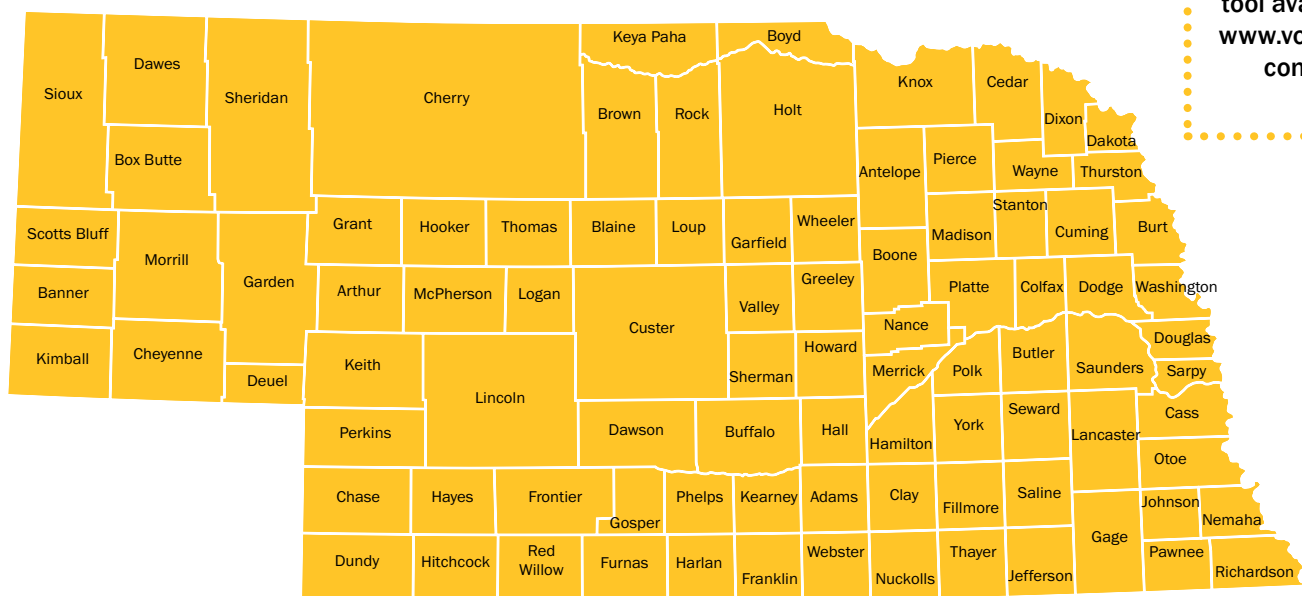 tool ava
www.vo
con
Keya Paha
Boyd
Dawes
Sioux
Sheridan
Cherry
Knox
Cedar
Brown
Rock
Holt
Dixon
Dakota
Box Butte
Antelope
Pierce
Wayne
Thurston
Scotts Bluff
Grant
Hooker
Thomas
Blaine
Loup
Garfield
Wheeler
Stanton
Madison
Cuming
Burt
Morrill
Garden
Boone
Banner
Arthur
McPherson
Logan
Custer
Valley
Greeley
Platte
Colfax
Dodge
Washington
Nance
Kimball
Cheyenne
Deuel
Keith
Lincoln
Sherman
Howard
Merrick
Polk
Butler
Saunders
Douglas
Sarpy
Perkins
Dawson
Buffalo
Hall
Hamilton
York
Seward
Lancaster
Cass
Otoe
Chase
Hayes
Frontier
Gosper
Phelps
Kearney
Adams
Clay
Fillmore
Saline
Johnson
Nemaha
Dundy
Hitchcock
Red
Willow
Furnas
Harlan
Franklin
Webster
Nuckolls
Thayer
Jefferson
Gage
Pawnee
Richardson